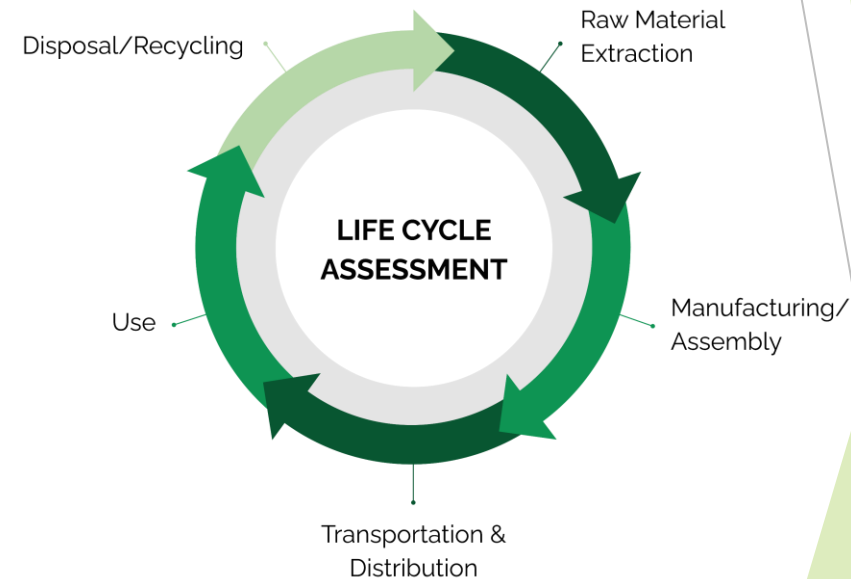 Disposal/Recycling
Raw Material
Extraction
LIFE CYCLE
ASSESSMENT
Use
Manufacturing/
Assembly
Transportation &
Distribution